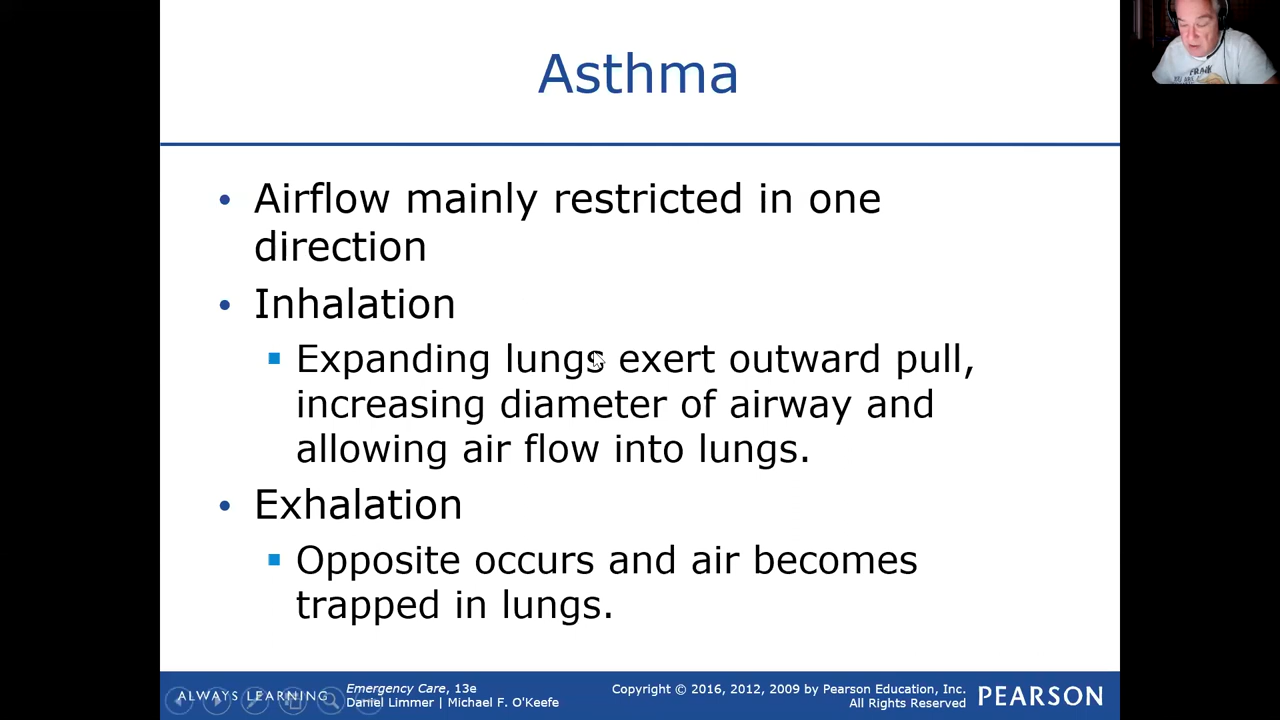 Asthma
• Airflow mainly restricted in one
direction
• Inhalation
▪ Expanding lungs exert outward pull,
increasing diameter of airway and
allowing air flow into lungs.
• Exhalation
▪ Opposite occurs and air becomes
trapped in lungs.
ALWAYS LEARNING
Emergency Care, 13e
Daniel Limmer | Michael F. O'Keefe
Copyright © 2016, 2012, 2009 by Pearson Education, Inc.
All Rights Reserved
PEARSON
FRANK